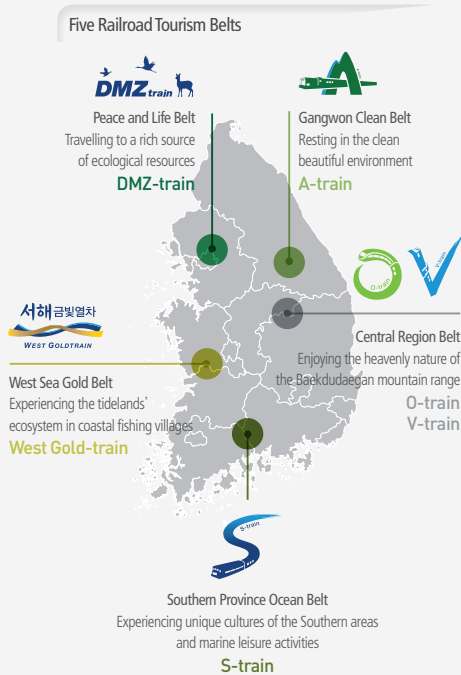 Five Railroad Tourism Belts
DMZ train
Peace and Life Belt
Travelling to a rich source
of ecological resources
DMZ-train
A
Gangwon Clean Belt
Resting in the clean
beautiful environment
A-train
O-train
V-train
Central Region Belt
Enjoying the heavenly nature of
the Baekdudaegan mountain range
O-train
V-train
서해금빛열차
WEST GOLDTRAIN
West Sea Gold Belt
Experiencing the tidelands'
ecosystem in coastal fishing villages
West Gold-train
S-train
Southern Province Ocean Belt
Experiencing unique cultures of the Southern areas
and marine leisure activities
S-train